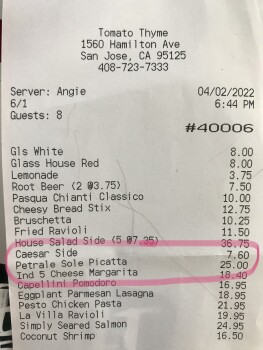 Tomato Thyme
1560 Hamilton Ave
San Jose, CA 95125
408-723-7333
Server: Angie 04/02/2022
6/1 6:44 PM
Guests: 8
#40006
Gls White 8.00
Glass House Red 8.00
Lemonade 3.75
Root Beer (2 @3.75) 7.50
Pasqua Chianti Classico 10.00
Cheesy Bread Stix 12.75
Bruschetta 10.25
Fried Ravioli 11.50
House Salad Side (5 @7.35) 36.75
Caesar Side 7.60
Petrale Sole Picatta 25.00
Ind 5 Cheese Margarita 18.40
Capellini Pomodoro 16.95
Eggplant Parmesan Lasagna 18.95
Pesto Chicken Pasta 21.95
La Villa Ravioli 19.95
Simply Seared Salmon 24.95
Coconut Shrimp 16.50